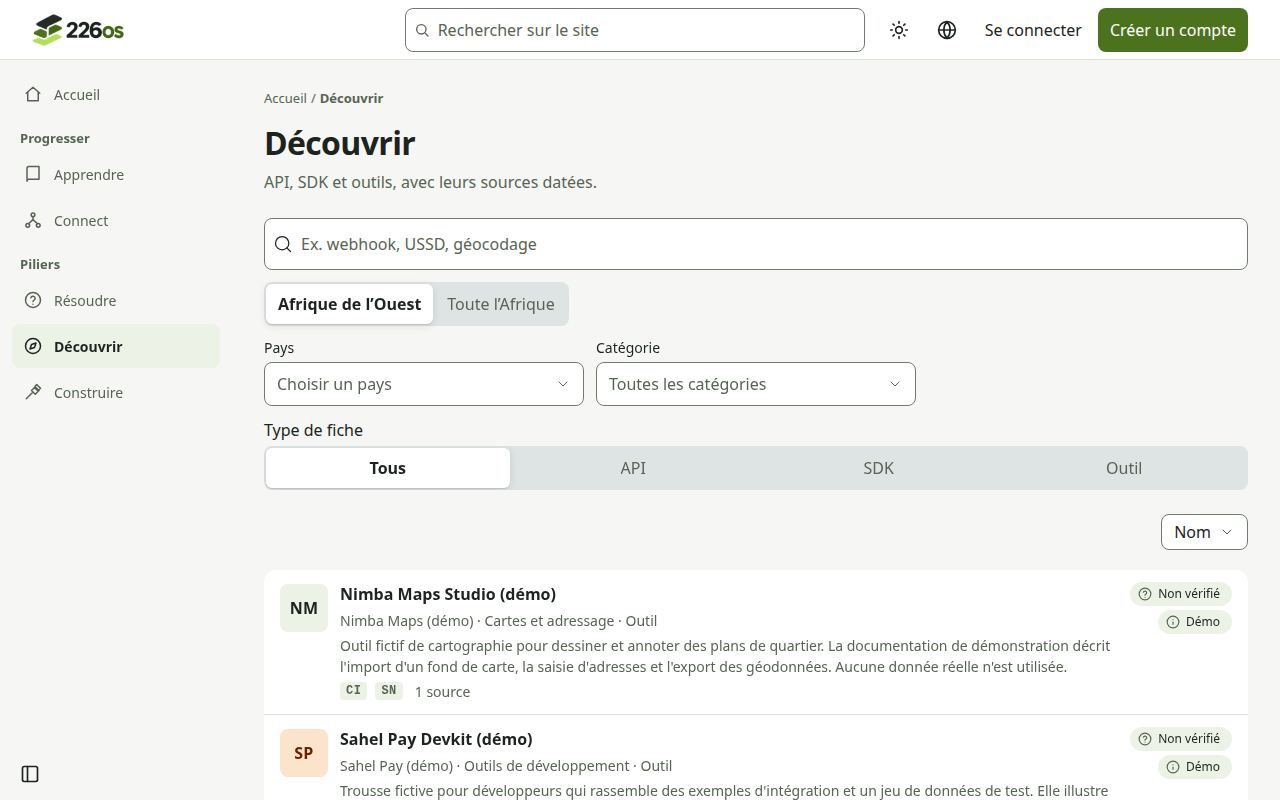 226os
Rechercher sur le site
Se connecter
Créer un compte
Accueil
Progresser
Apprendre
Connect
Piliers
Résoudre
Découvrir
Construire
Accueil / Découvrir
Découvrir
API, SDK et outils, avec leurs sources datées.
Ex. webhook, USSD, géocodage
Afrique de l’Ouest
Toute l’Afrique
Pays
Catégorie
Choisir un pays
Toutes les catégories
Type de fiche
Tous
API
SDK
Outil
Nom
NM
Nimba Maps Studio (démo)
Non vérifié
Nimba Maps (démo) · Cartes et adressage · Outil
Démo
Outil fictif de cartographie pour dessiner et annoter des plans de quartier. La documentation de démonstration décrit
l'import d'un fond de carte, la saisie d'adresses et l'export des géodonnées. Aucune donnée réelle n'est utilisée.
CI SN 1 source
SP
Sahel Pay Devkit (démo)
Non vérifié
Sahel Pay (démo) · Outils de développement · Outil
Démo
Trousse fictive pour développeurs qui rassemble des exemples d'intégration et un jeu de données de test. Elle illustre